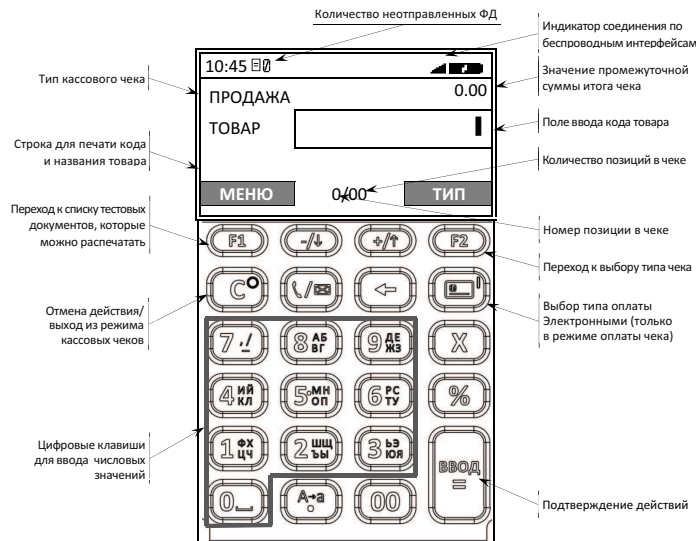 Количество неотправленных ФД
Индикатор соединения по
беспроводным интерфейсам
Тип кассового чека
10:45
Значение промежуточной
суммы итога чека
ПРОДАЖА
0.00
ТОВАР
Поле ввода кода товара
Строка для печати кода
и названия товара
Количество позиций в чеке
МЕНЮ
0/00
ТИП
Переход к списку тестовых
документов, которые
можно распечатать
Номер позиции в чеке
F1
-/↓
+/↑
F2
Переход к выбору типа чека
C
Отмена действия/
выход из режима
кассовых чеков
Выбор типа оплаты
Электронными (только
в режиме оплаты чека)
7 ,/
8 АБ
ВГ
9 ДЕ
ЖЗ
X
4 ИЙ
КЛ
5 МН
ОП
6 РС
ТУ
%
Цифровые клавиши
для ввода числовых
значений
1 ФХ
ЦЧ
2 ШЩ
ЪЫ
3 ЬЭ
ЮЯ
ВВОД
=
0
А→а
00
Подтверждение действий